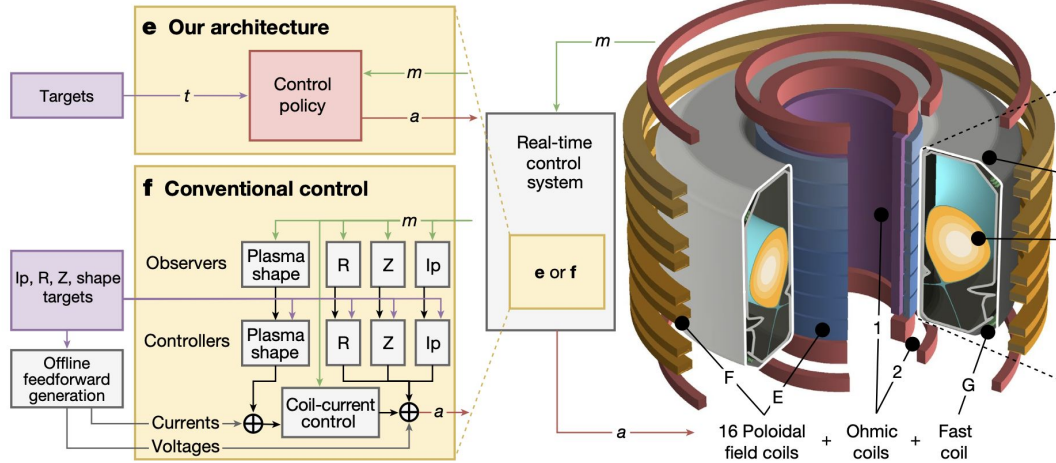 e Our architecture
Targets
t
Control
policy
m
a
f Conventional control
m
Observers
Plasma
shape
R
Z
Ip
Ip, R, Z, shape
targets
Controllers
Plasma
shape
R
Z
Ip
Offline
feedforward
generation
Coil-current
control
a
Currents
Voltages
m
Real-time
control
system
e or f
a
1
2
F
E
G
16 Poloidal
field coils
+
Ohmic
coils
+
Fast
coil